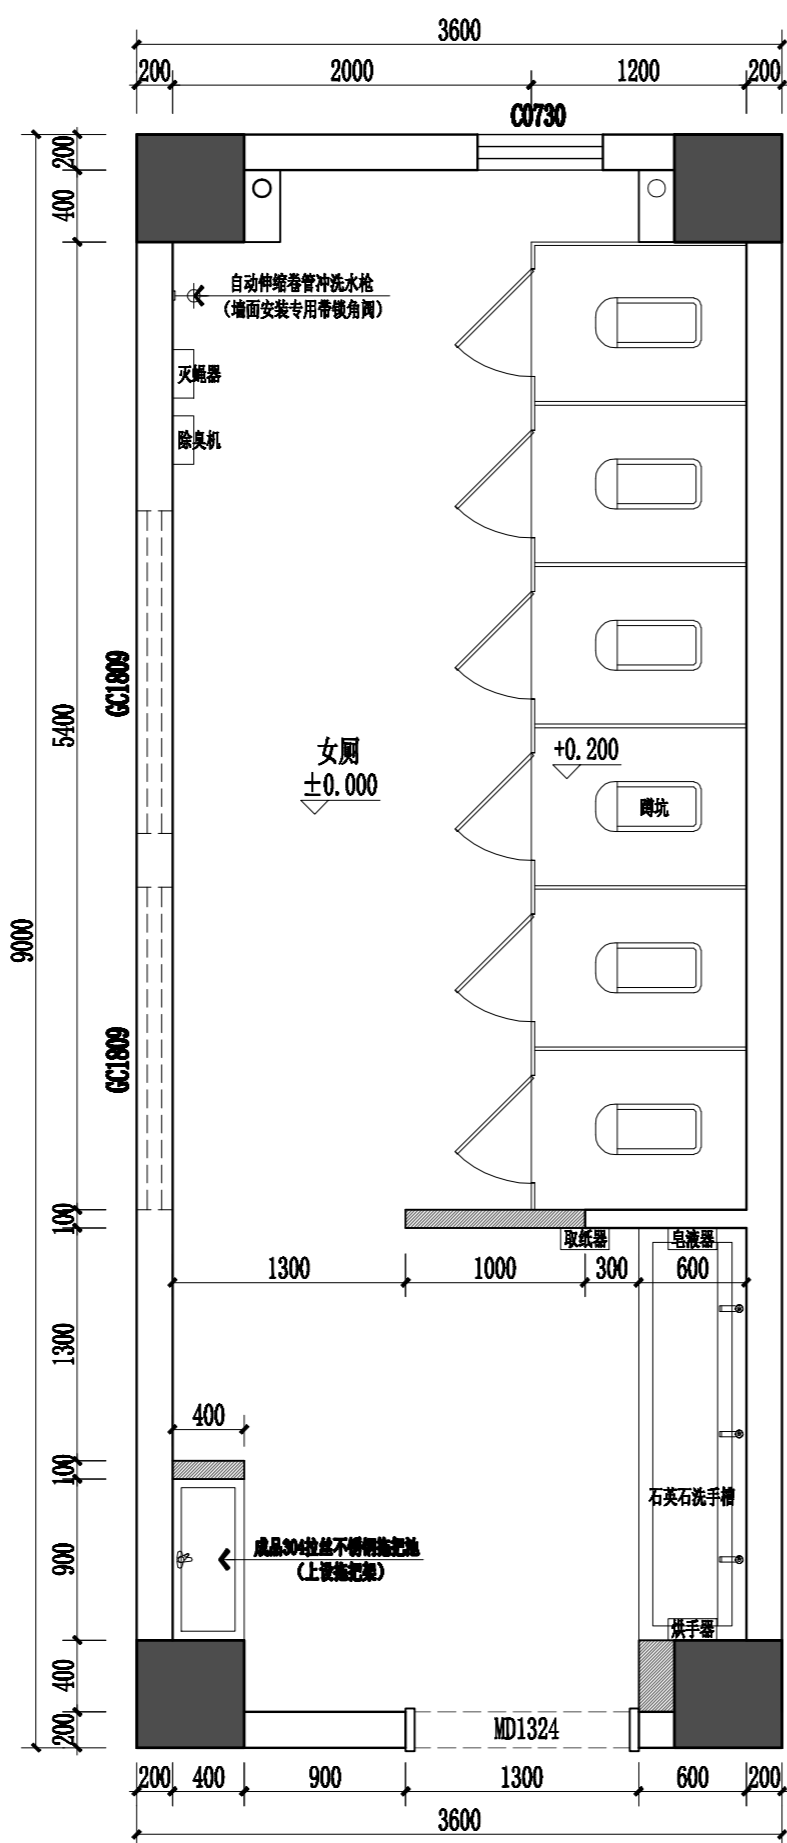 3600
200
2000
1200
200
C0730
200
400
自动伸缩卷管冲洗水枪
(墙面安装专用带锁角阀)
灭蝇器
除臭机
GC1809
5400
女厕
±0.000
+0.200
蹲坑
9000
GC1809
100
取纸器
皂液器
1300
1000
300
600
1300
400
100
石英石洗手槽
900
成品304拉丝不锈钢拖把池
(上设拖把架)
烘手器
400
200
MD1324
200
400
900
1300
600
200
3600